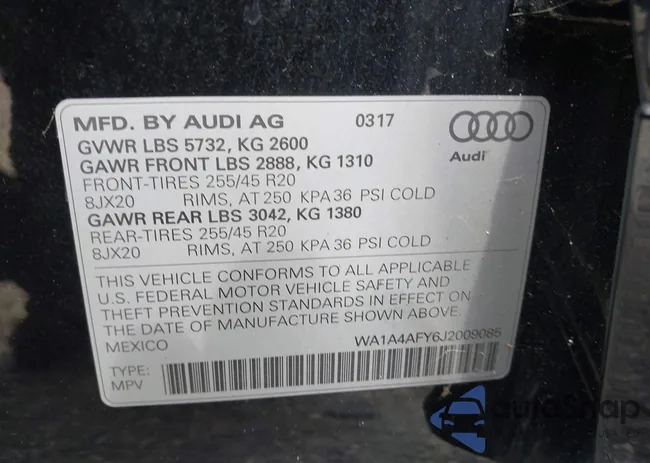 MFD. BY AUDI AG 0317
GVWR LBS 5732, KG 2600
GAWR FRONT LBS 2888, KG 1310
FRONT-TIRES 255/45 R20
8JX20 RIMS, AT 250 KPA 36 PSI COLD
GAWR REAR LBS 3042, KG 1380
REAR-TIRES 255/45 R20
8JX20 RIMS, AT 250 KPA 36 PSI COLD
Audi
THIS VEHICLE CONFORMS TO ALL APPLICABLE
U.S. FEDERAL MOTOR VEHICLE SAFETY AND
THEFT PREVENTION STANDARDS IN EFFECT ON
THE DATE OF MANUFACTURE SHOWN ABOVE.
MEXICO WA1A4AFY6J2009085
TYPE:
MPV